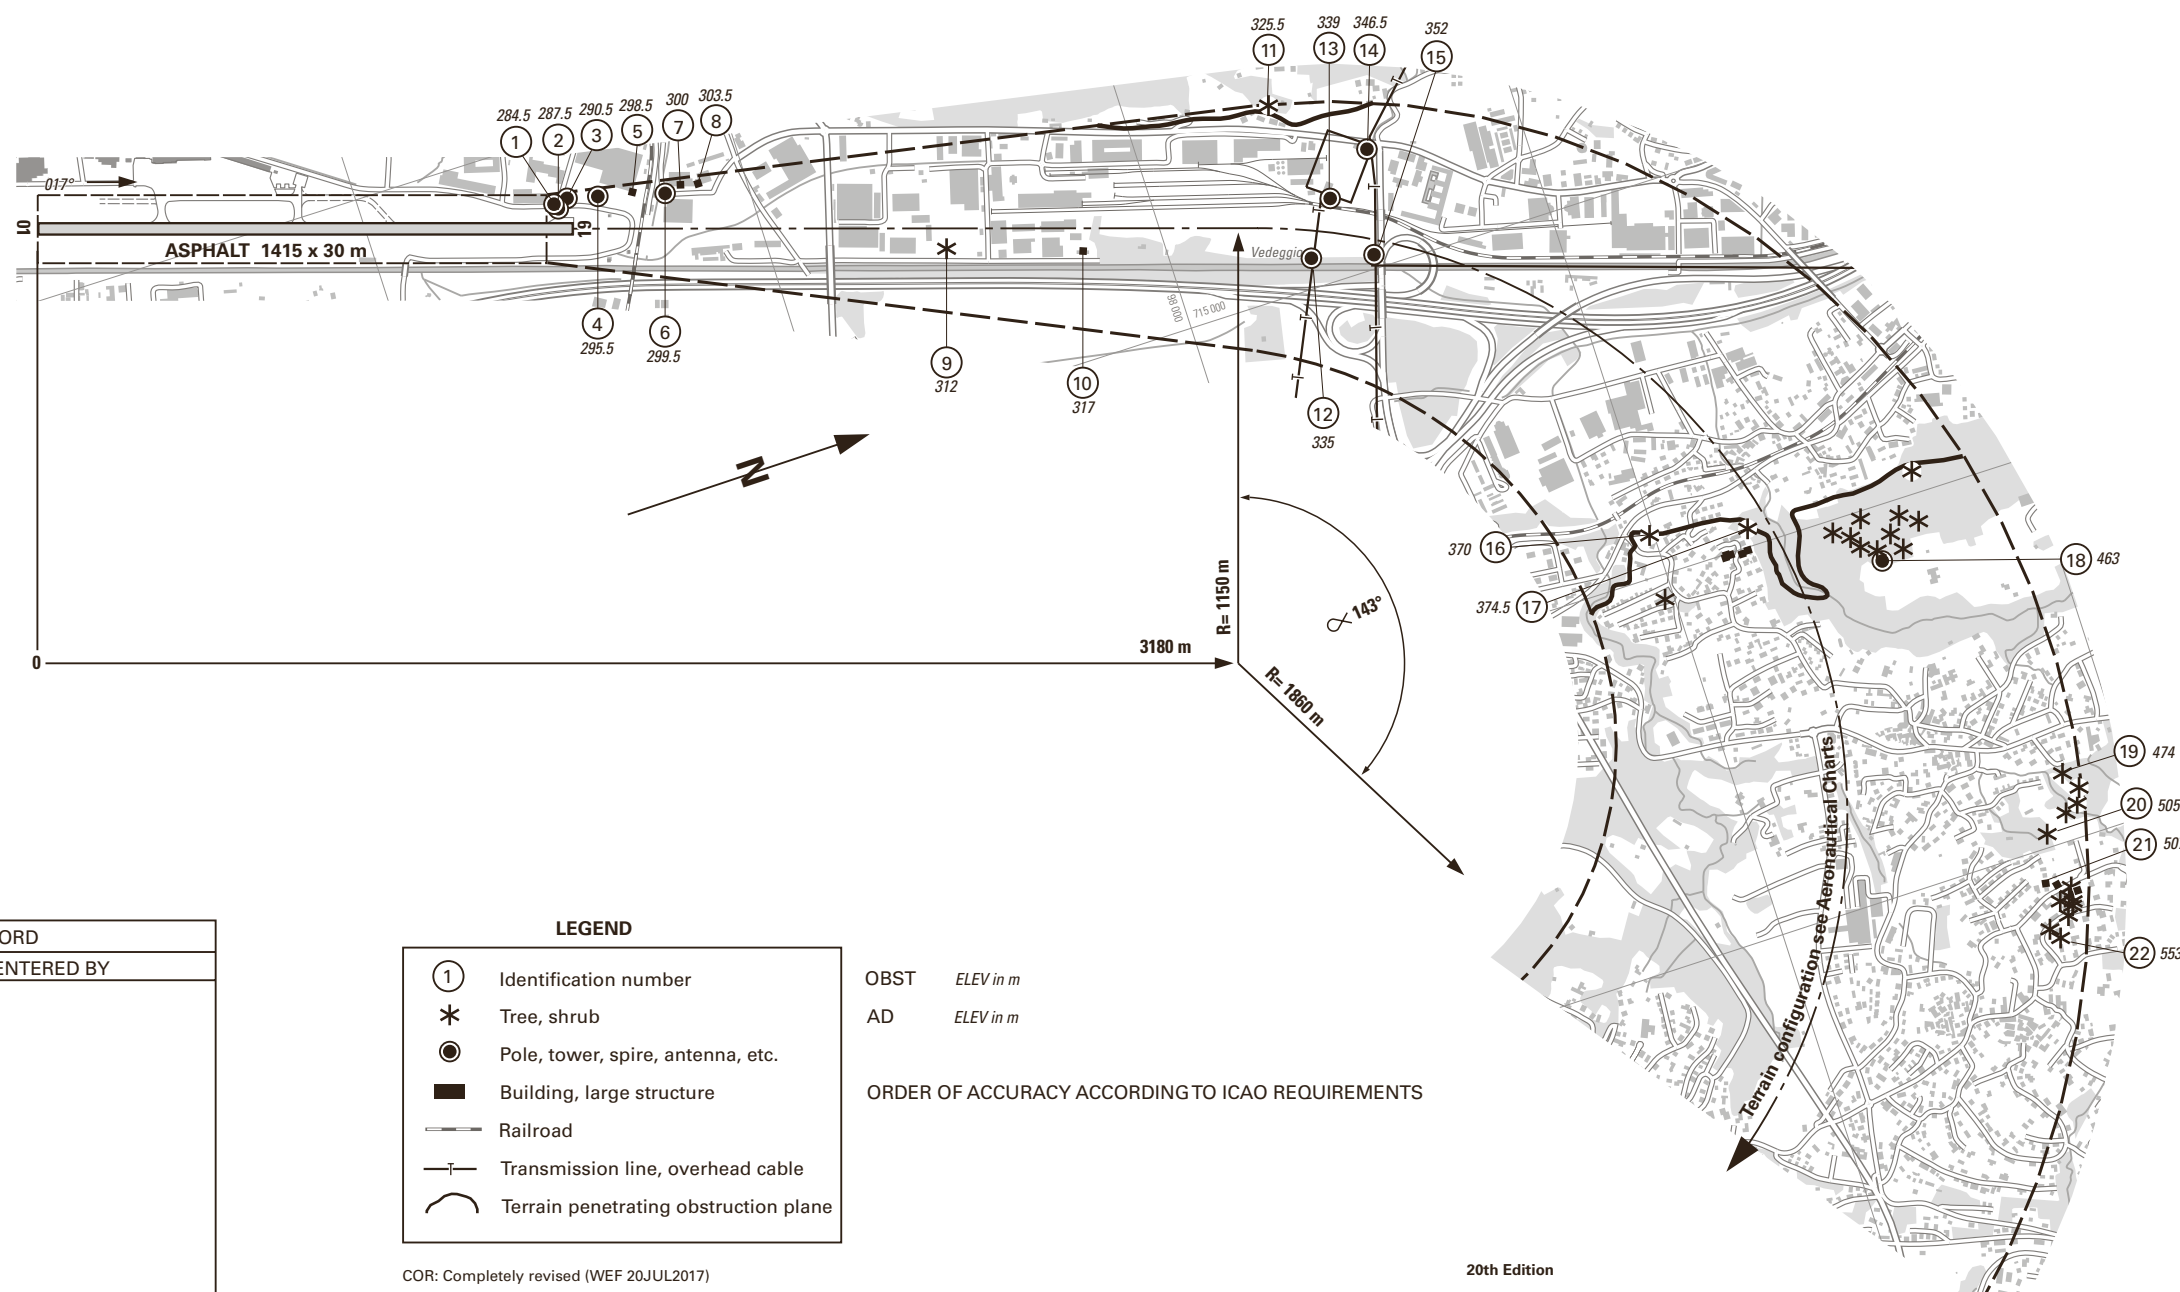 325.5 339 346.5 352
11 13 14 15
284.5 287.5 290.5 298.5 300 303.5
1 2 3 5 7 8
017°
01 19
ASPHALT 1415 x 30 m
Vedeggio
98 000 715 000
4 6
295.5 299.5
9 10 12
312 317 335
N
R= 1150 m
∝ 143°
R= 1860 m
0 3180 m
370 16
374.5 17
18 463
19 474
20 505
21
22 553
Terrain configuration see Aeronautical Charts
ORD
ENTERED BY
LEGEND
1 Identification number
Tree, shrub
Pole, tower, spire, antenna, etc.
Building, large structure
Railroad
Transmission line, overhead cable
Terrain penetrating obstruction plane
OBST ELEV in m
AD ELEV in m
ORDER OF ACCURACY ACCORDING TO ICAO REQUIREMENTS
COR: Completely revised (WEF 20JUL2017)
20th Edition